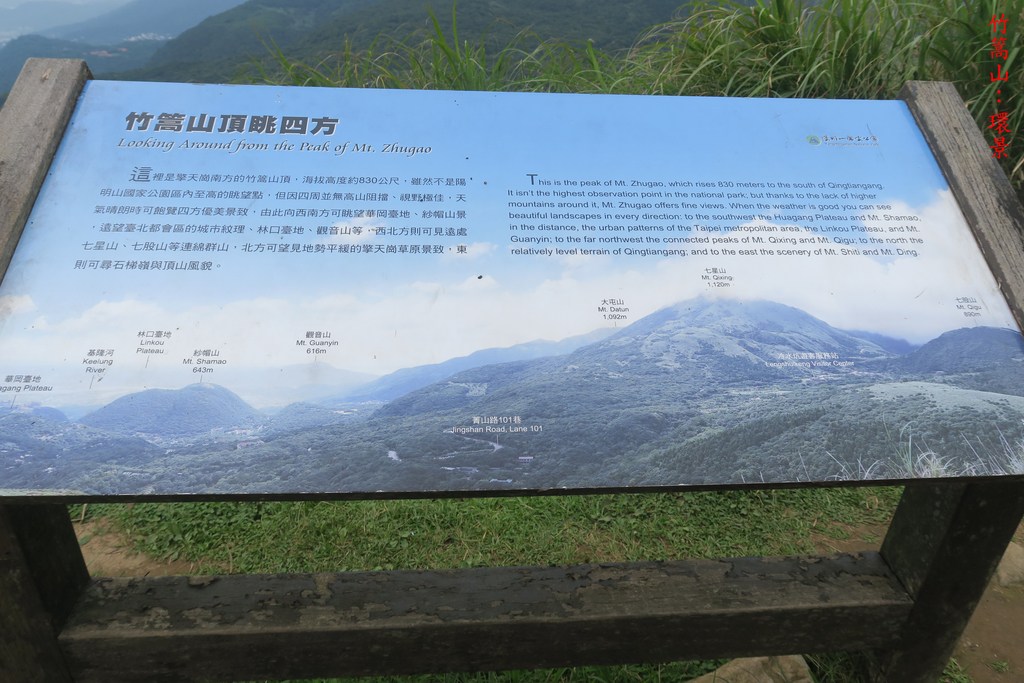 竹篙山頂眺四方
Looking Around from the Peak of Mt. Zhugao
這裡是擎天崗南方的竹篙山頂，海拔高度約830公尺，雖然不是陽
明山國家公園區內至高的眺望點，但因四周並無高山阻擋、視野極佳，天
氣晴朗時可飽覽四方優美景致，由此向西南方可眺望華岡臺地、紗帽山景
，遠望臺北都會區的城市紋理、林口臺地、觀音山等，西北方則可見遠處
七星山、七股山等連綿群山，北方可望見地勢平緩的擎天崗草原景致，東
則可尋石梯嶺與頂山風貌。
This is the peak of Mt. Zhugao, which rises 830 meters to the south of Qingtiangang.
It isn't the highest observation point in the national park; but thanks to the lack of higher
mountains around it, Mt. Zhugao offers fine views. When the weather is good you can see
beautiful landscapes in every direction: to the southwest the Huagang Plateau and Mt. Shamao,
in the distance, the urban patterns of the Taipei metropolitan area, the Linkou Plateau, and Mt.
Guanyin; to the far northwest the connected peaks of Mt. Qixing and Mt. Qigu; to the north the
relatively level terrain of Qingtiangang; and to the east the scenery of Mt. Shiti and Mt. Ding.
華岡臺地
agang Plateau
基隆河
Keelung
River
林口臺地
Linkou
Plateau
紗帽山
Mt. Shamao
643m
觀音山
Mt. Guanyin
616m
大屯山
Mt. Datun
1,092m
七星山
Mt. Qixing
1,120m
七股山
Mt. Qigu
890m
冷水坑遊客服務站
Lengshuikeng Visitor Center
菁山路101巷
Jingshan Road, Lane 101
竹篙山：環景